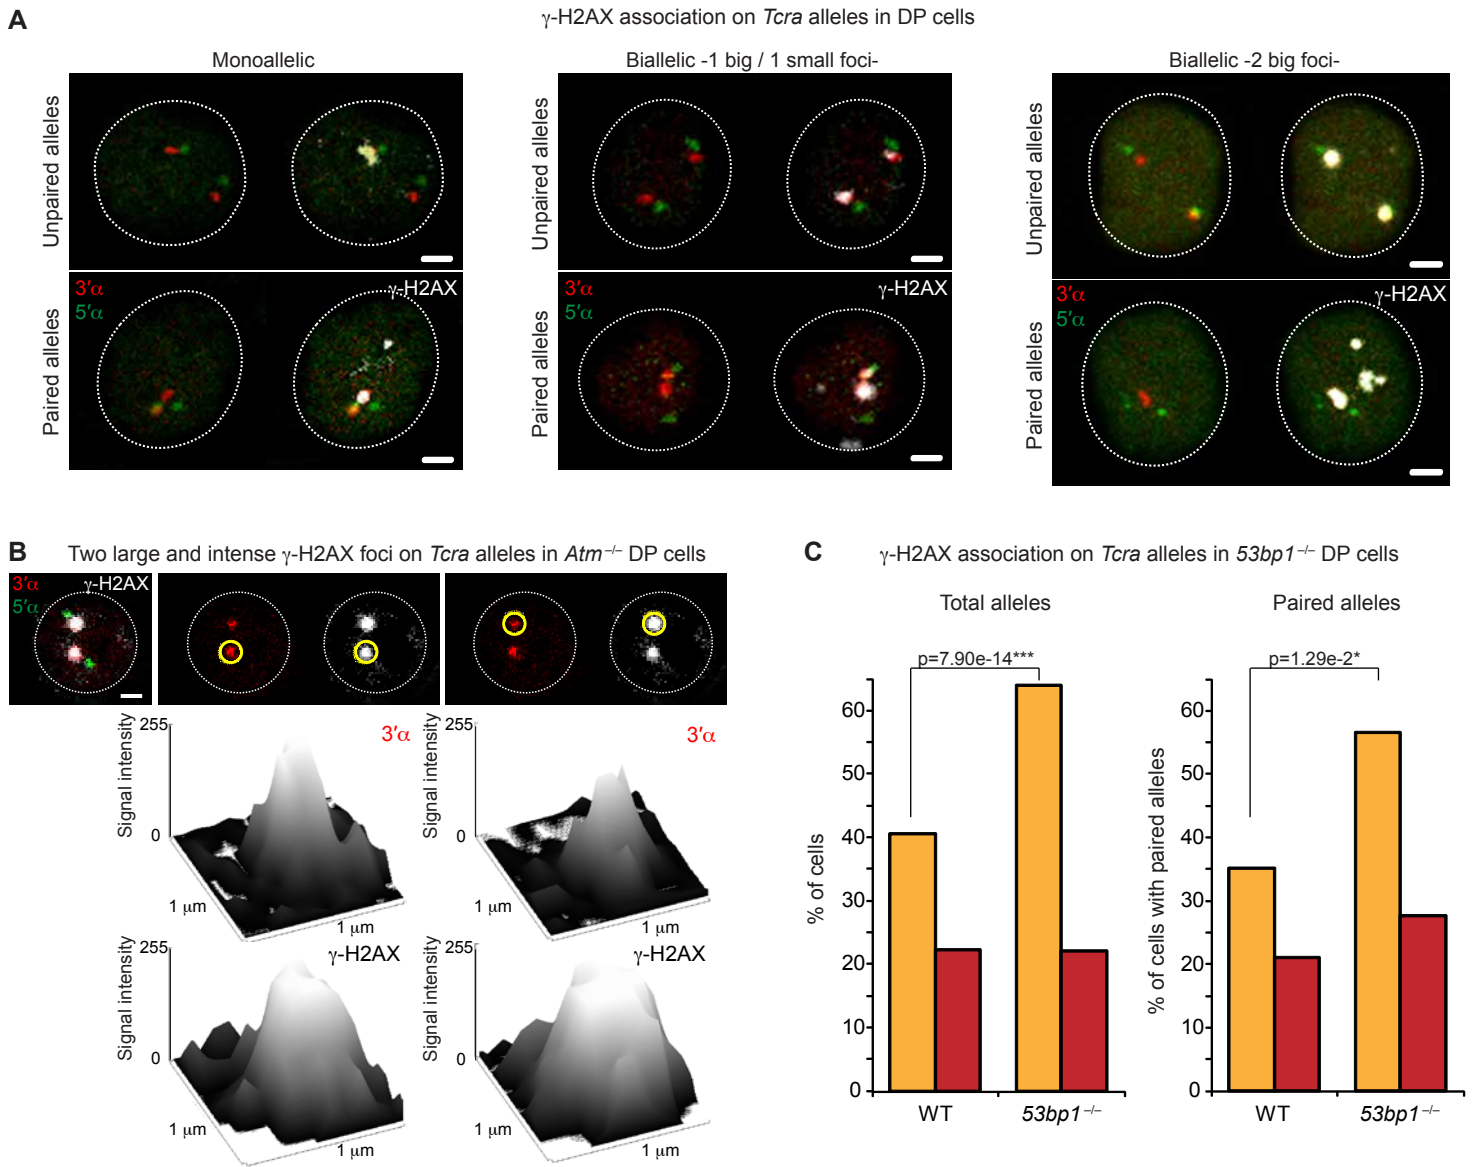 A
γ-H2AX association on Tcra alleles in DP cells
Monoallelic
Biallelic -1 big / 1 small foci-
Biallelic -2 big foci-
Unpaired alleles
Unpaired alleles
Unpaired alleles
Paired alleles
3′α
5′α
γ-H2AX
Paired alleles
3′α
5′α
γ-H2AX
Paired alleles
3′α
5′α
γ-H2AX
B
Two large and intense γ-H2AX foci on Tcra alleles in Atm–/– DP cells
3′α
5′α
γ-H2AX
Signal intensity
255
0
3′α
1 μm
1 μm
Signal intensity
255
0
3′α
1 μm
1 μm
Signal intensity
255
0
γ-H2AX
1 μm
1 μm
Signal intensity
255
0
γ-H2AX
1 μm
1 μm
C
γ-H2AX association on Tcra alleles in 53bp1–/– DP cells
Total alleles
p=7.90e-14***
% of cells
60
50
40
30
20
10
0
WT
53bp1–/–
Paired alleles
p=1.29e-2*
% of cells with paired alleles
60
50
40
30
20
10
0
WT
53bp1–/–